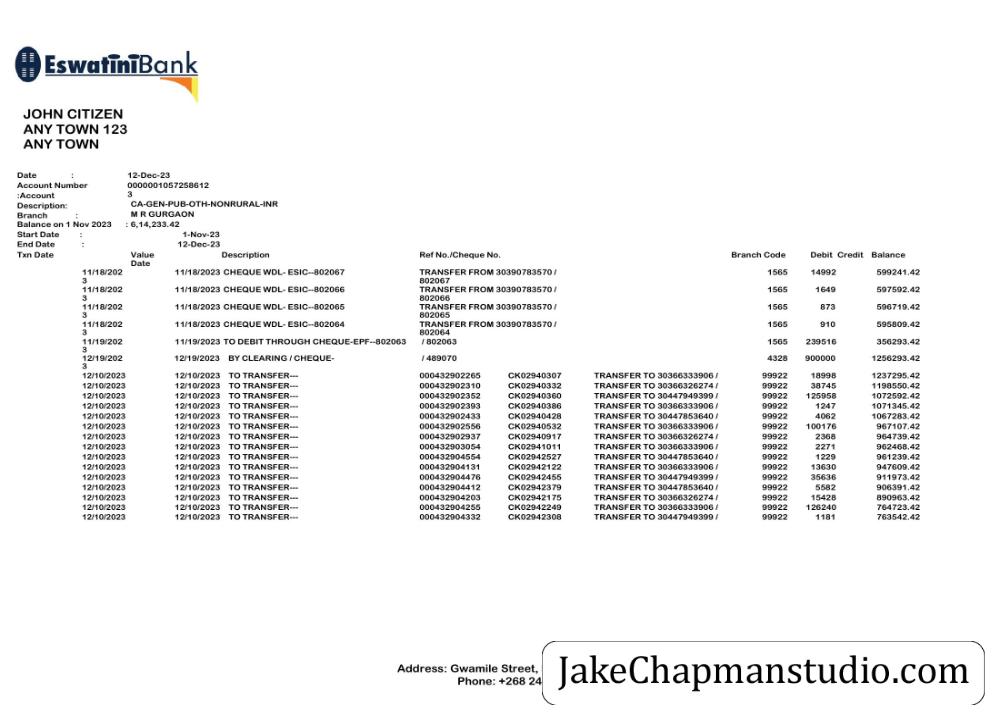 EswatiniBank
JOHN CITIZEN
ANY TOWN 123
ANY TOWN
Date : 12-Dec-23
Account Number 0000001057258612
:Account 3
Description: CA-GEN-PUB-OTH-NONRURAL-INR
Branch : M R GURGAON
Balance on 1 Nov 2023 : 6,14,233.42
Start Date : 1-Nov-23
End Date : 12-Dec-23
Txn Date Value Description Ref No./Cheque No. Branch Code Debit Credit Balance
Date
11/18/202 11/18/2023 CHEQUE WDL- ESIC--802067 TRANSFER FROM 30390783570 / 1565 14992 599241.42
3 802067
11/18/202 11/18/2023 CHEQUE WDL- ESIC--802066 TRANSFER FROM 30390783570 / 1565 1649 597592.42
3 802066
11/18/202 11/18/2023 CHEQUE WDL- ESIC--802065 TRANSFER FROM 30390783570 / 1565 873 596719.42
3 802065
11/18/202 11/18/2023 CHEQUE WDL- ESIC--802064 TRANSFER FROM 30390783570 / 1565 910 595809.42
3 802064
11/19/202 11/19/2023 TO DEBIT THROUGH CHEQUE-EPF--802063 / 802063 1565 239516 356293.42
3
12/19/202 12/19/2023 BY CLEARING / CHEQUE- / 489070 4328 900000 1256293.42
3
12/10/2023 12/10/2023 TO TRANSFER--- 000432902265 CK02940307 TRANSFER TO 30366333906 / 99922 18998 1237295.42
12/10/2023 12/10/2023 TO TRANSFER--- 000432902310 CK02940332 TRANSFER TO 30366326274 / 99922 38745 1198550.42
12/10/2023 12/10/2023 TO TRANSFER--- 000432902352 CK02940360 TRANSFER TO 30447949399 / 99922 125958 1072592.42
12/10/2023 12/10/2023 TO TRANSFER--- 000432902393 CK02940386 TRANSFER TO 30366333906 / 99922 1247 1071345.42
12/10/2023 12/10/2023 TO TRANSFER--- 000432902433 CK02940428 TRANSFER TO 30447853640 / 99922 4062 1067283.42
12/10/2023 12/10/2023 TO TRANSFER--- 000432902556 CK02940532 TRANSFER TO 30366333906 / 99922 100176 967107.42
12/10/2023 12/10/2023 TO TRANSFER--- 000432902937 CK02940917 TRANSFER TO 30366326274 / 99922 2368 964739.42
12/10/2023 12/10/2023 TO TRANSFER--- 000432903054 CK02941011 TRANSFER TO 30366333906 / 99922 2271 962468.42
12/10/2023 12/10/2023 TO TRANSFER--- 000432904554 CK02942527 TRANSFER TO 30447853640 / 99922 1229 961239.42
12/10/2023 12/10/2023 TO TRANSFER--- 000432904131 CK02942122 TRANSFER TO 30366333906 / 99922 13630 947609.42
12/10/2023 12/10/2023 TO TRANSFER--- 000432904476 CK02942455 TRANSFER TO 30447949399 / 99922 35636 911973.42
12/10/2023 12/10/2023 TO TRANSFER--- 000432904412 CK02942379 TRANSFER TO 30447853640 / 99922 5582 906391.42
12/10/2023 12/10/2023 TO TRANSFER--- 000432904203 CK02942175 TRANSFER TO 30366326274 / 99922 15428 890963.42
12/10/2023 12/10/2023 TO TRANSFER--- 000432904255 CK02942249 TRANSFER TO 30366333906 / 99922 126240 764723.42
12/10/2023 12/10/2023 TO TRANSFER--- 000432904332 CK02942308 TRANSFER TO 30447949399 / 99922 1181 763542.42
Address: Gwamile Street,
Phone: +268 24
JakeChapmanstudio.com